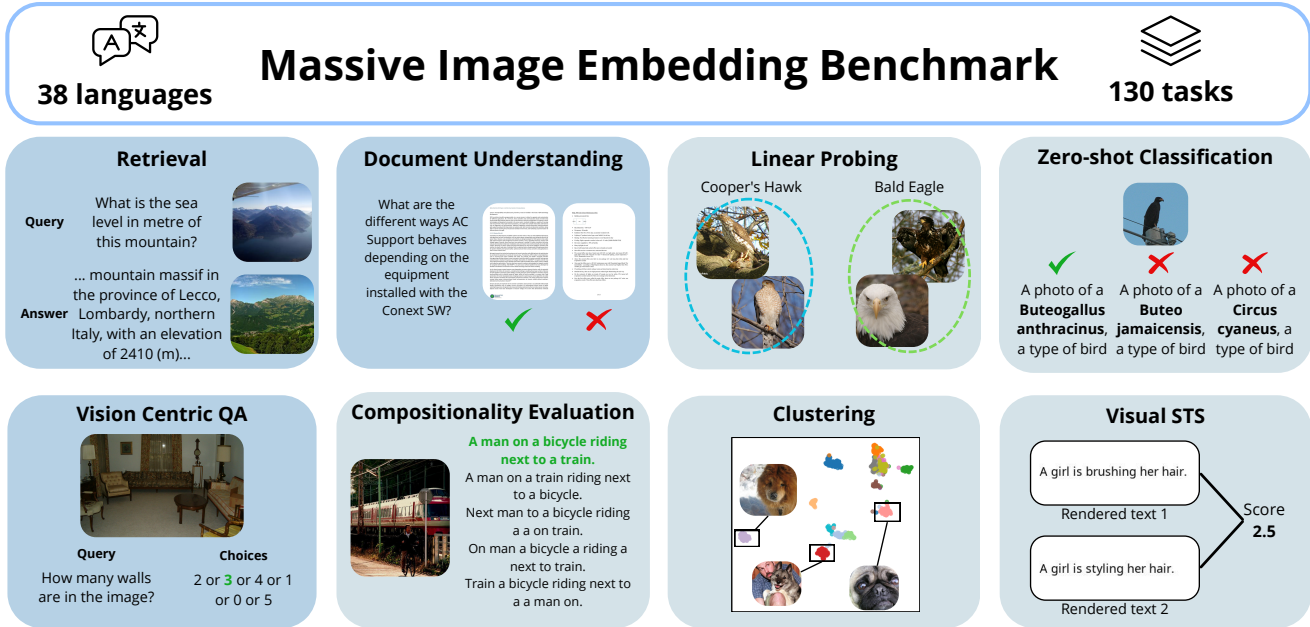 38 languages
Massive Image Embedding Benchmark
130 tasks
Retrieval
Query
What is the sea
level in metre of
this mountain?
Answer
... mountain massif in
the province of Lecco,
Lombardy, northern
Italy, with an elevation
of 2410 (m)...
Document Understanding
What are the
different ways AC
Support behaves
depending on the
equipment
installed with the
Conext SW?
Linear Probing
Cooper's Hawk
Bald Eagle
Zero-shot Classification
A photo of a
Buteogallus
anthracinus,
a type of bird
A photo of a
Buteo
jamaicensis,
a type of bird
A photo of a
Circus
cyaneus, a
type of bird
Vision Centric QA
Query
How many walls
are in the image?
Choices
2 or 3 or 4 or 1
or 0 or 5
Compositionality Evaluation
A man on a bicycle riding
next to a train.
A man on a train riding next
to a bicycle.
Next man to a bicycle riding
a a on train.
On man a bicycle a riding a
next to train.
Train a bicycle riding next to
a a man on.
Clustering
Visual STS
A girl is brushing her hair.
Rendered text 1
A girl is styling her hair.
Rendered text 2
Score
2.5